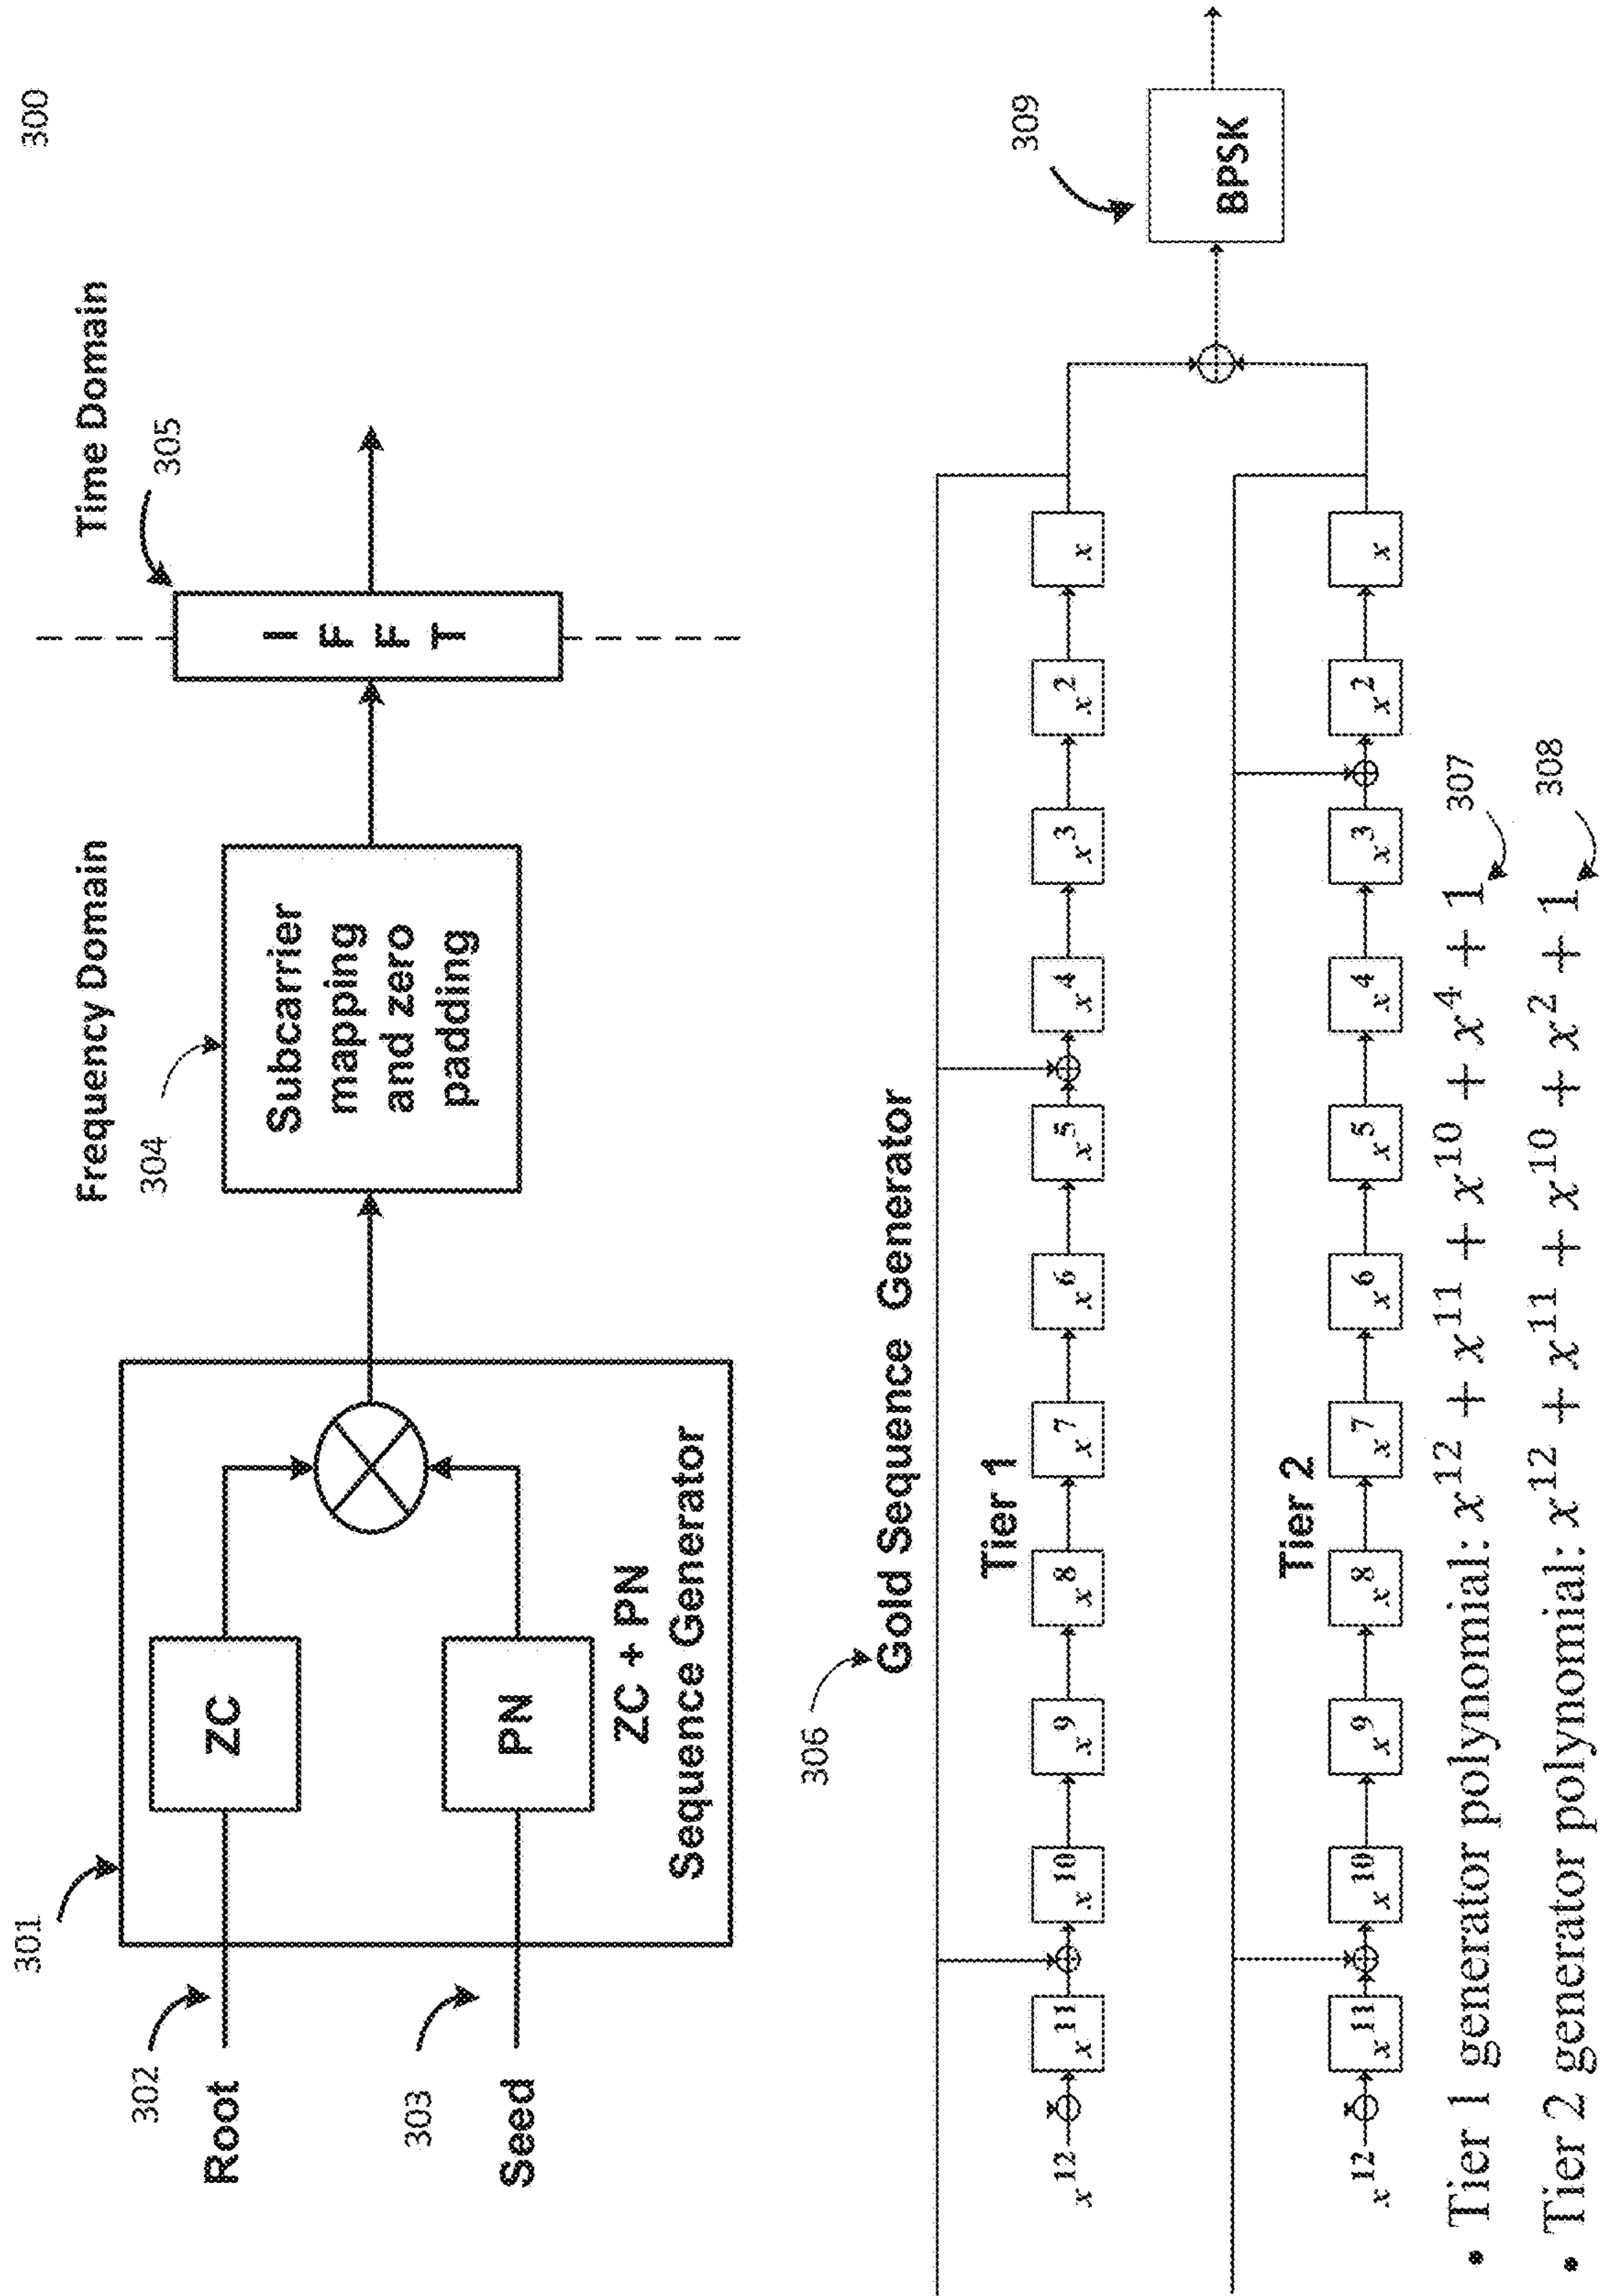 300
Frequency Domain
Time Domain
301
302
Root
ZC
303
Seed
PN
ZC + PN
Sequence Generator
304
Subcarrier
mapping
and zero
padding
305
I
F
F
T
306
Gold Sequence Generator
Tier 1
x^12 x^11 x^10 x^9 x^8 x^7 x^6 x^5 x^4 x^3 x^2 x
Tier 2
x^12 x^11 x^10 x^9 x^8 x^7 x^6 x^5 x^4 x^3 x^2 x
309
BPSK
• Tier 1 generator polynomial: x^12 + x^11 + x^10 + x^4 + 1
307
• Tier 2 generator polynomial: x^12 + x^11 + x^10 + x^2 + 1
308